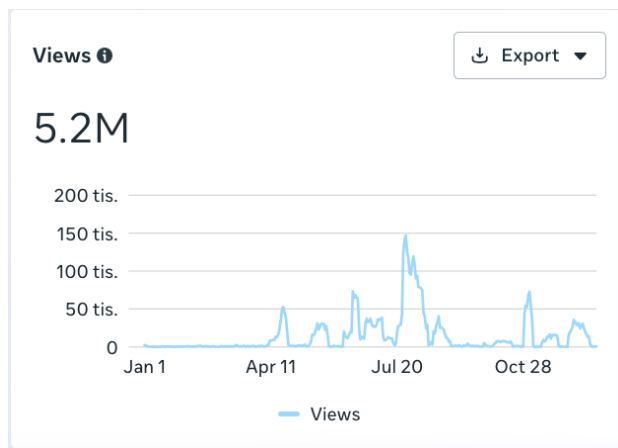 Views
Export
5.2M
200 tis.
150 tis.
100 tis.
50 tis.
0
Jan 1 Apr 11 Jul 20 Oct 28
Views